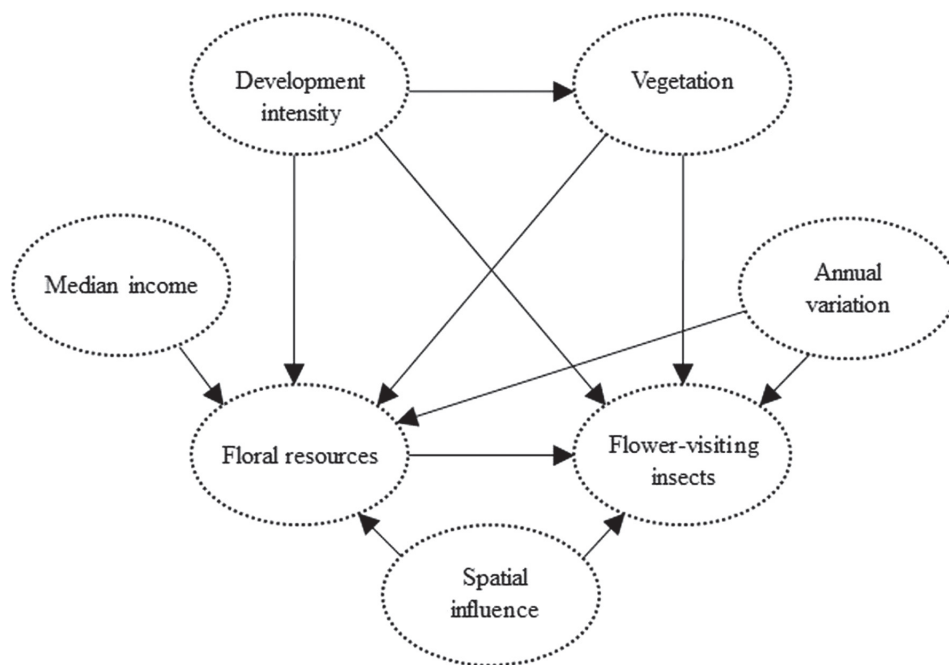 Development
intensity
Vegetation
Median income
Annual
variation
Floral resources
Flower-visiting
insects
Spatial
influence